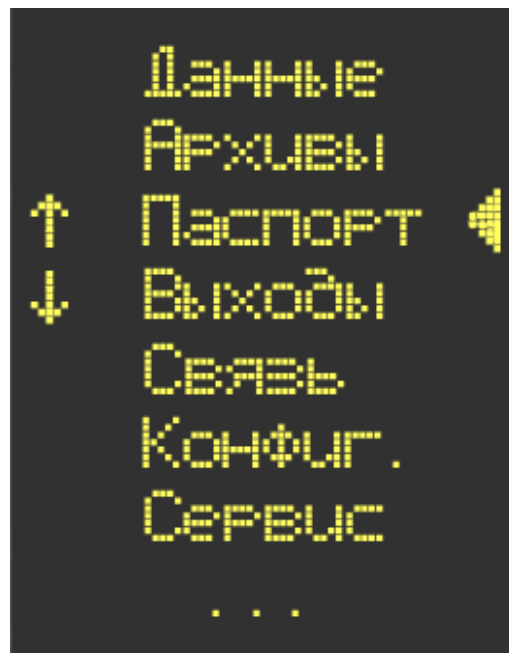 Данные
Архивы
↑ Паспорт ◀
↓ Выходы
Связь
Конфиг.
Сервис
...